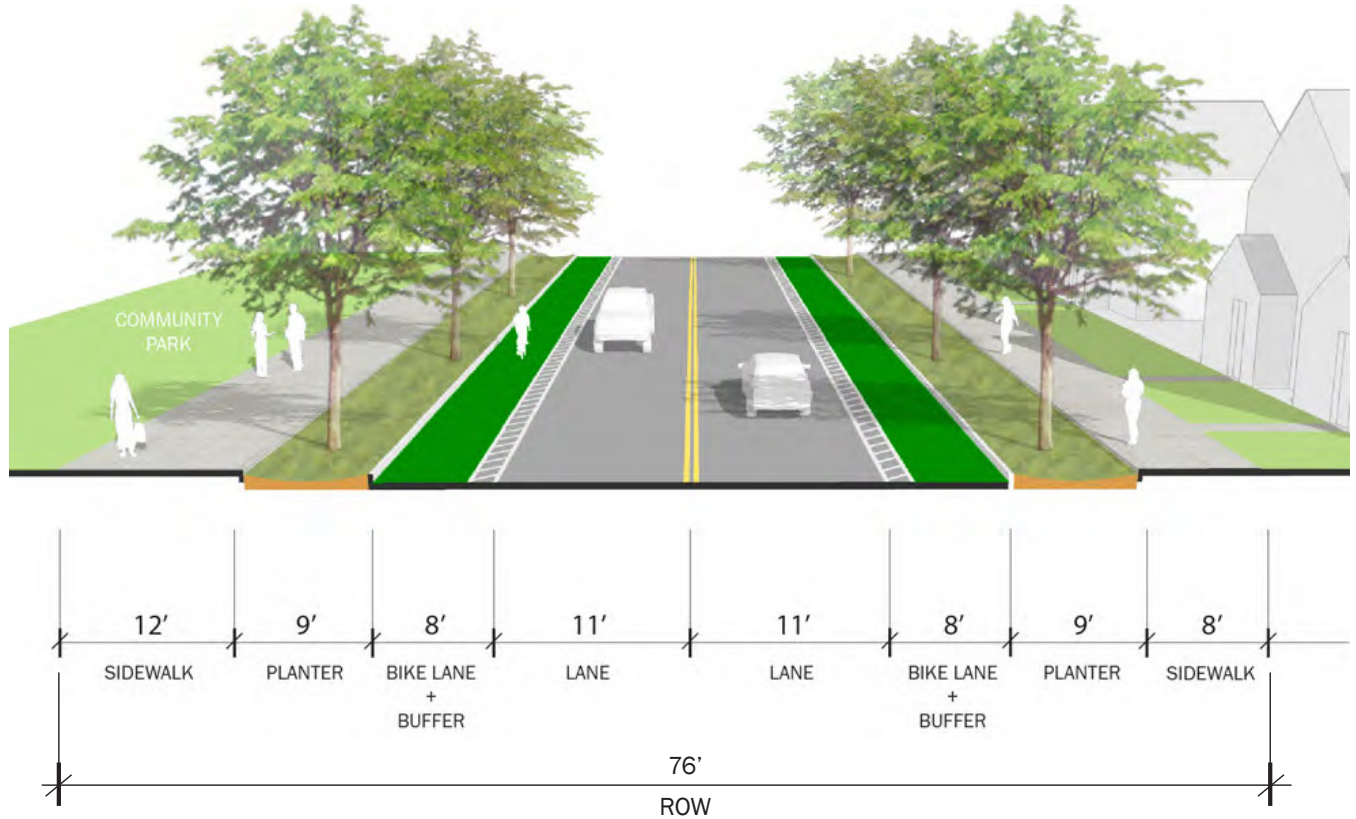 COMMUNITY
PARK
12’ 9’ 8’ 11’ 11’ 8’ 9’ 8’
SIDEWALK PLANTER BIKE LANE LANE LANE BIKE LANE PLANTER SIDEWALK
+ +
BUFFER BUFFER
76’
ROW